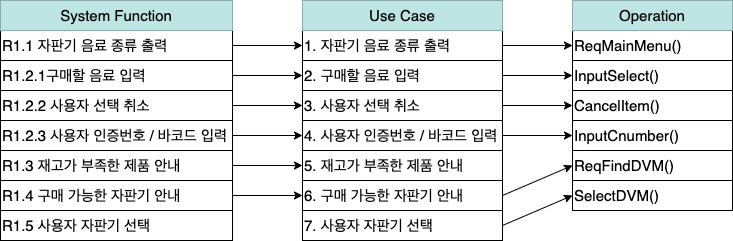 System Function Use Case Operation
R1.1 자판기 음료 종류 출력 1. 자판기 음료 종류 출력 ReqMainMenu()
R1.2.1구매할 음료 입력 2. 구매할 음료 입력 InputSelect()
R1.2.2 사용자 선택 취소 3. 사용자 선택 취소 CancelItem()
R1.2.3 사용자 인증번호 / 바코드 입력 4. 사용자 인증번호 / 바코드 입력 InputCnumber()
R1.3 재고가 부족한 제품 안내 5. 재고가 부족한 제품 안내 ReqFindDVM()
R1.4 구매 가능한 자판기 안내 6. 구매 가능한 자판기 안내 SelectDVM()
R1.5 사용자 자판기 선택 7. 사용자 자판기 선택